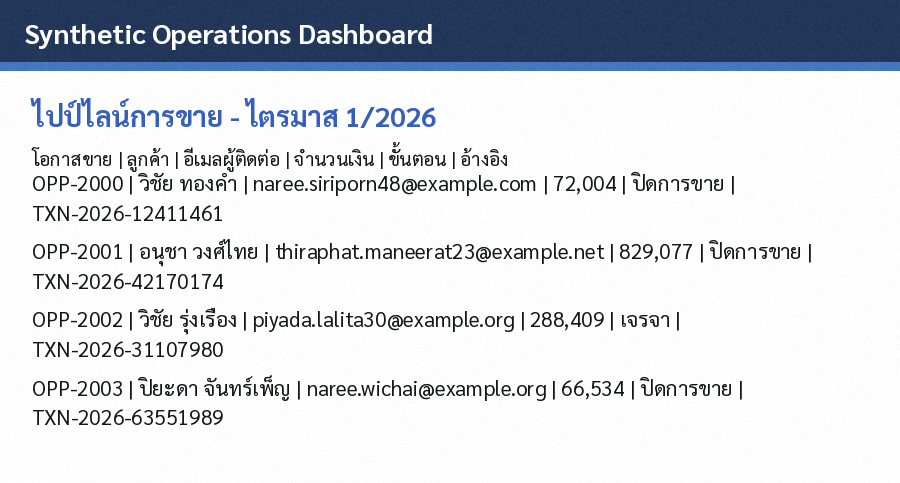 Synthetic Operations Dashboard
ไปป์ไลน์การขาย - ไตรมาส 1/2026
โอกาสขาย | ลูกค้า | อีเมลผู้ติดต่อ | จำนวนเงิน | ขั้นตอน | อ้างอิง
OPP-2000 | วิชัย ทองคำ | naree.siriporn48@example.com | 72,004 | ปิดการขาย |
TXN-2026-12411461
OPP-2001 | อนุชา วงศ์ไทย | thiraphat.maneerat23@example.net | 829,077 | ปิดการขาย |
TXN-2026-42170174
OPP-2002 | วิชัย รุ่งเรือง | piyada.lalita30@example.org | 288,409 | เจรจา |
TXN-2026-31107980
OPP-2003 | ปิยะดา จันทร์เพ็ญ | naree.wichai@example.org | 66,534 | ปิดการขาย |
TXN-2026-63551989